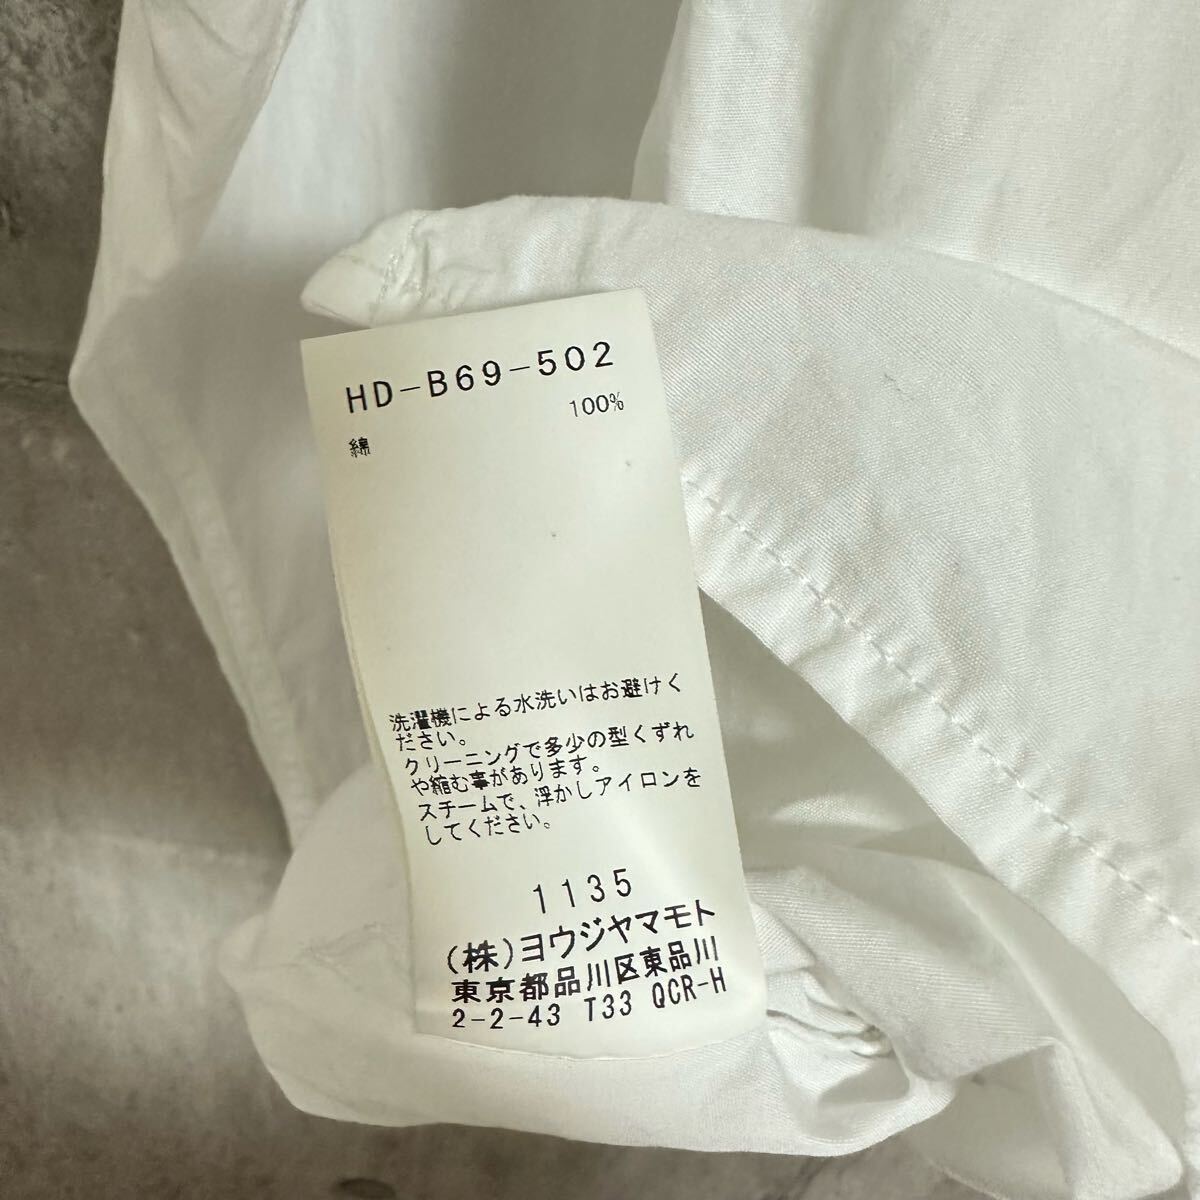 HD-B69-502
100%
綿
洗濯機による水洗いはお避けく
ださい。
クリーニングで多少の型くずれ
や縮む事があります。
スチームで、浮かしアイロンを
してください。
1135
(株)ヨウジヤマモト
東京都品川区東品川
2-2-43 T33 QCR-H